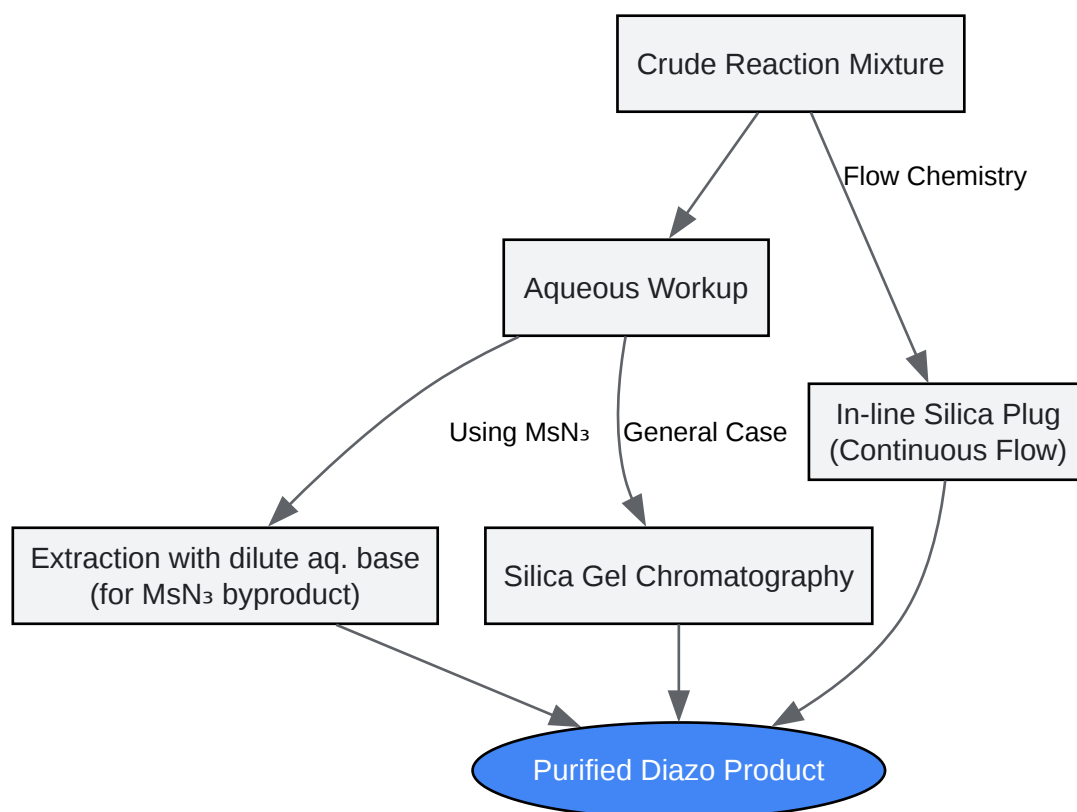 Crude Reaction Mixture
Flow Chemistry
Aqueous Workup
In-line Silica Plug
(Continuous Flow)
Using MsN₃
General Case
Extraction with dilute aq. base
(for MsN₃ byproduct)
Silica Gel Chromatography
Purified Diazo Product